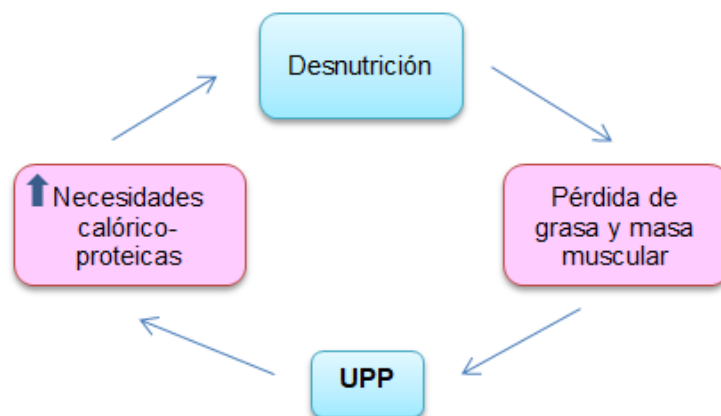 Desnutrición
Necesidades
calórico-
proteicas
Pérdida de
grasa y masa
muscular
UPP